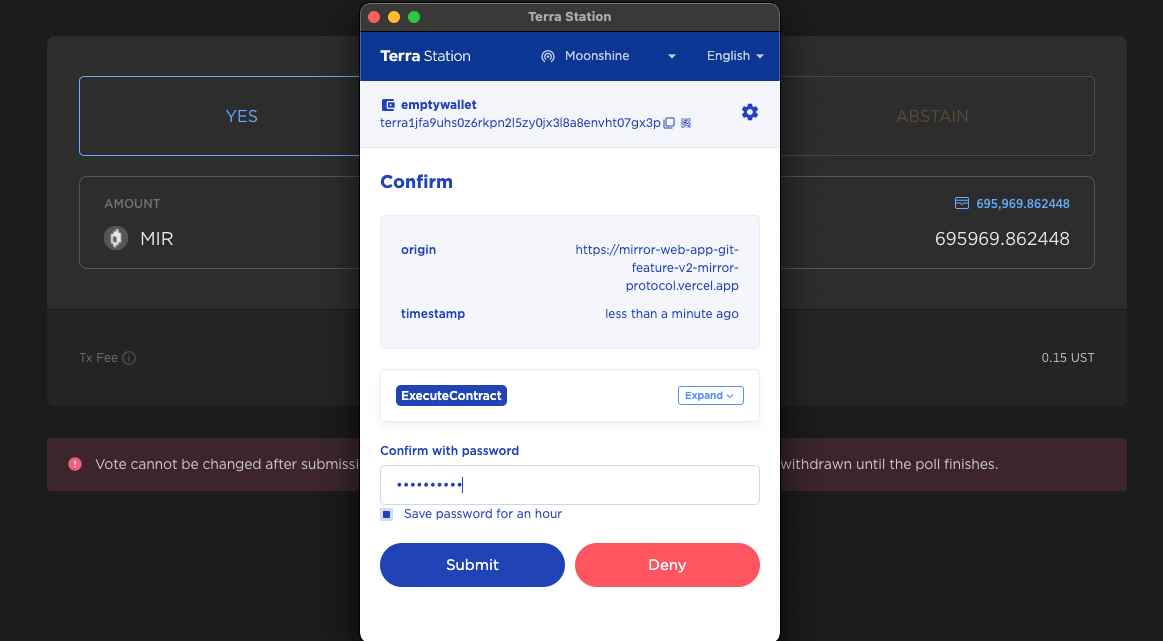 Terra Station
Terra Station
Moonshine
English
emptywallet
terra1jfa9uhs0z6rkpn2l5zy0jx3l8a8envht07gx3p
Confirm
origin
https://mirror-web-app-git-
feature-v2-mirror-
protocol.vercel.app
timestamp
less than a minute ago
ExecuteContract
Expand
Confirm with password
••••••••••
Save password for an hour
Submit
Deny
YES
ABSTAIN
AMOUNT
695,969.862448
MIR
695969.862448
Tx Fee
0.15 UST
Vote cannot be changed after submissi
withdrawn until the poll finishes.